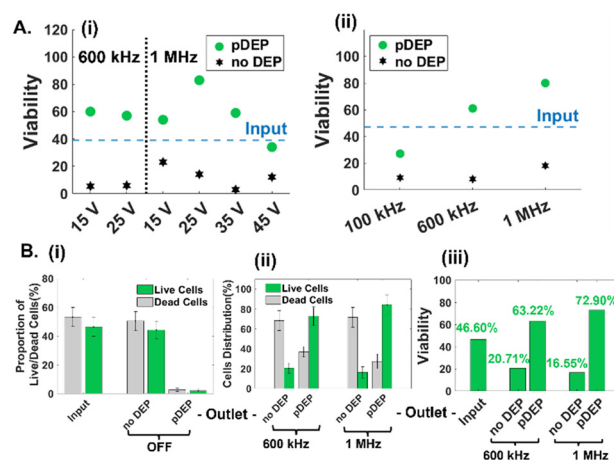 A.
(i)
600 kHz
1 MHz
pDEP
no DEP
Input
Viability
100
80
60
40
20
0
15 V
25 V
15 V
25 V
35 V
45 V
(ii)
pDEP
no DEP
Input
Viability
100
80
60
40
20
0
100 kHz
600 kHz
1 MHz
B.
(i)
Live Cells
Dead Cells
Proportion of
Live/Dead Cells(%)
80
60
40
20
0
Input
no DEP
pDEP
OFF
- Outlet -
(ii)
Live Cells
Dead Cells
Cells Distribution(%)
100
80
60
40
20
0
no DEP
pDEP
no DEP
pDEP
600 kHz
1 MHz
- Outlet -
(iii)
Viability
100
80
60
40
20
0
46.60%
20.71%
63.22%
16.55%
72.90%
Input
no DEP
pDEP
no DEP
pDEP
600 kHz
1 MHz